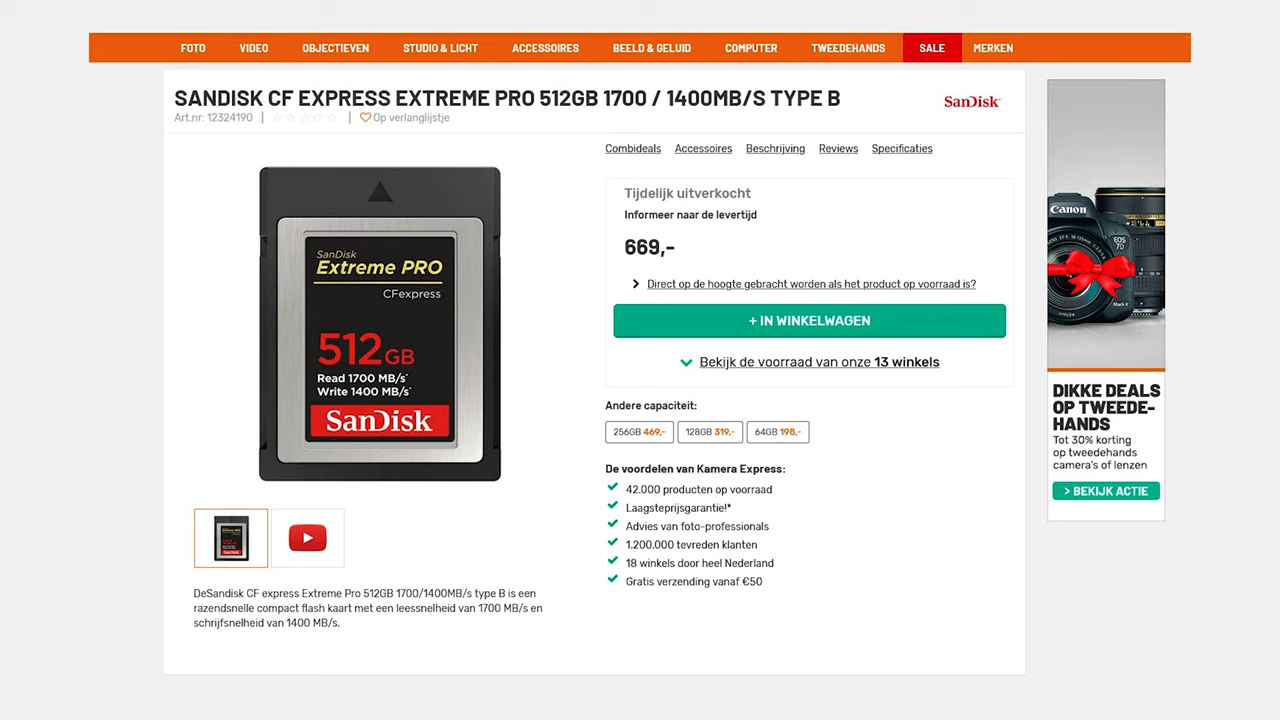 FOTO VIDEO OBJECTIEVEN STUDIO & LICHT ACCESSOIRES BEELD & GELUID COMPUTER TWEEDEHANDS SALE MERKEN
SANDISK CF EXPRESS EXTREME PRO 512GB 1700 / 1400MB/S TYPE B
SanDisk
Art.nr: 12324190 | | Op verlanglijstje
Combideals Accessoires Beschrijving Reviews Specificaties
SanDisk
Extreme PRO
CFexpress
512GB
Read 1700 MB/s*
Write 1400 MB/s*
SanDisk
Tijdelijk uitverkocht
Informeer naar de levertijd
669,-
Direct op de hoogte gebracht worden als het product op voorraad is?
+ IN WINKELWAGEN
Bekijk de voorraad van onze 13 winkels
Andere capaciteit:
256GB 469,- 128GB 319,- 64GB 198,-
De voordelen van Kamera Express:
42.000 producten op voorraad
Laagsteprijsgarantie!*
Advies van foto-professionals
1.200.000 tevreden klanten
18 winkels door heel Nederland
Gratis verzending vanaf €50
DeSandisk CF express Extreme Pro 512GB 1700/1400MB/s type B is een
razendsnelle compact flash kaart met een leessnelheid van 1700 MB/s en
schrijfsnelheid van 1400 MB/s.
Canon
EOS
7D
Mark II
DIKKE DEALS
OP TWEEDE-
HANDS
Tot 30% korting
op tweedehands
camera's of lenzen
> BEKIJK ACTIE